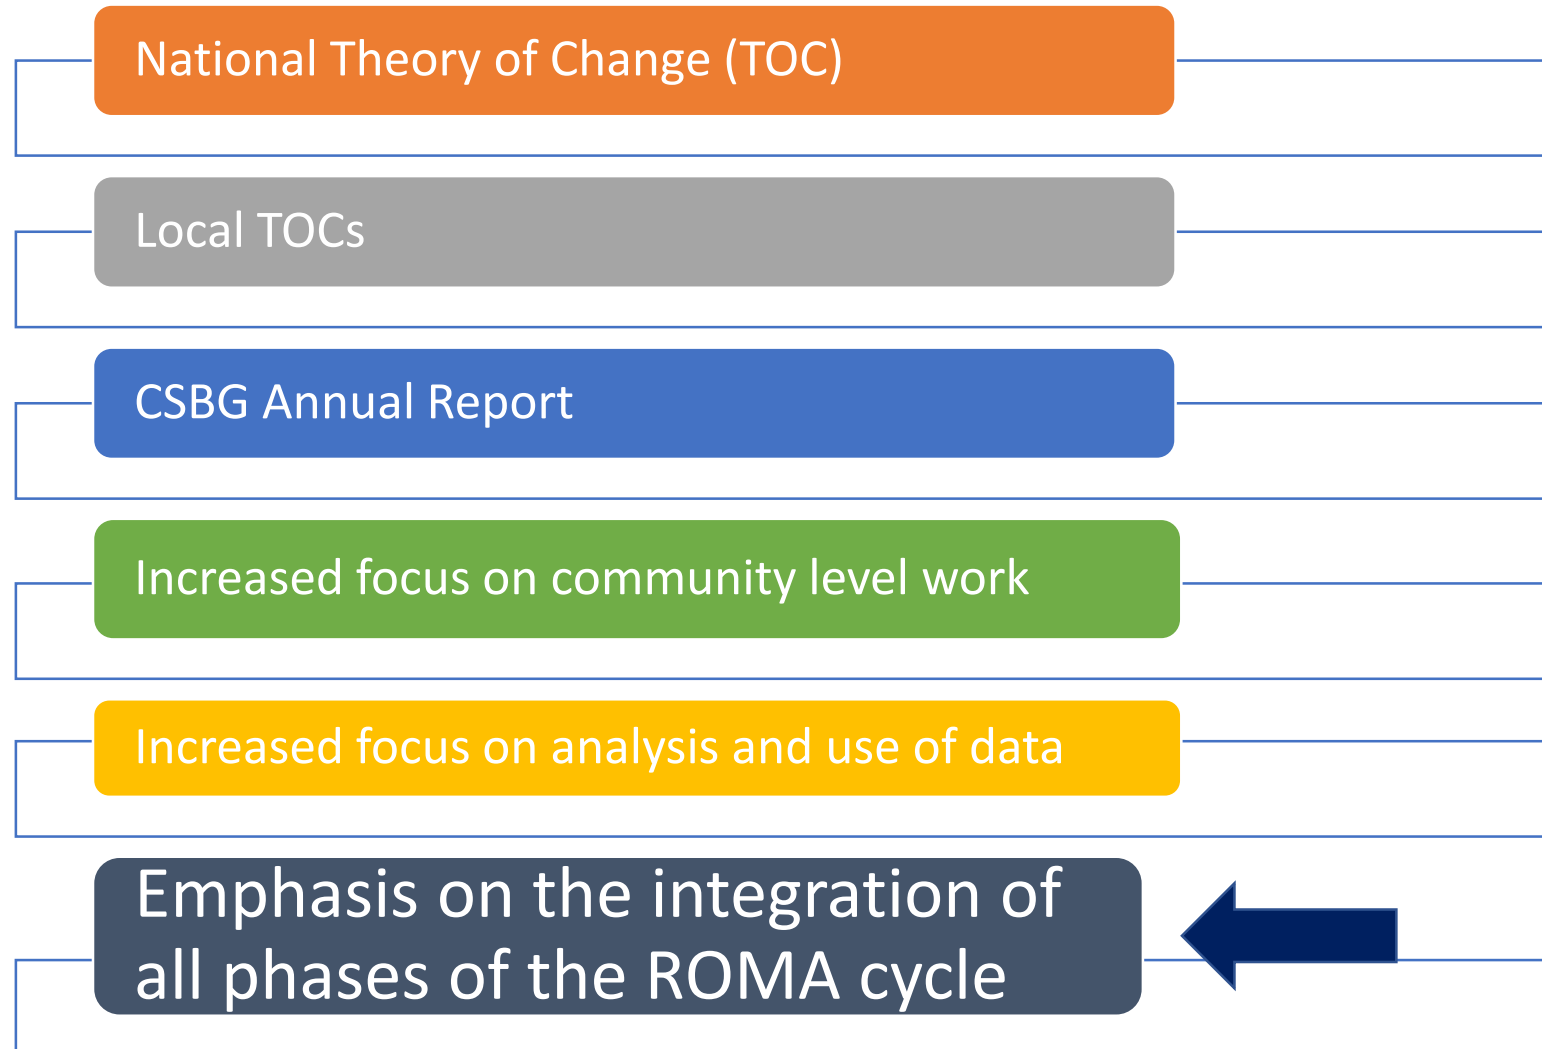 National Theory of Change (TOC)
Local TOCs
CSBG Annual Report
Increased focus on community level work
Increased focus on analysis and use of data
Emphasis on the integration of
all phases of the ROMA cycle